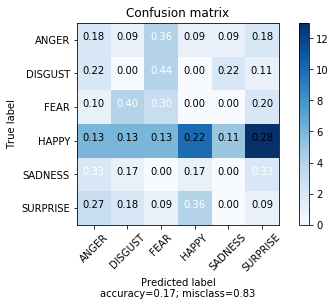 Confusion matrix
ANGER 0.18 0.09 0.36 0.09 0.09 0.18
DISGUST 0.22 0.00 0.44 0.00 0.22 0.11
FEAR 0.10 0.40 0.30 0.00 0.00 0.20
HAPPY 0.13 0.13 0.13 0.22 0.11 0.28
SADNESS 0.33 0.17 0.00 0.17 0.00 0.33
SURPRISE 0.27 0.18 0.09 0.36 0.00 0.09
True label
ANGER DISGUST FEAR HAPPY SADNESS SURPRISE
Predicted label
accuracy=0.17; misclass=0.83
12
10
8
6
4
2
0